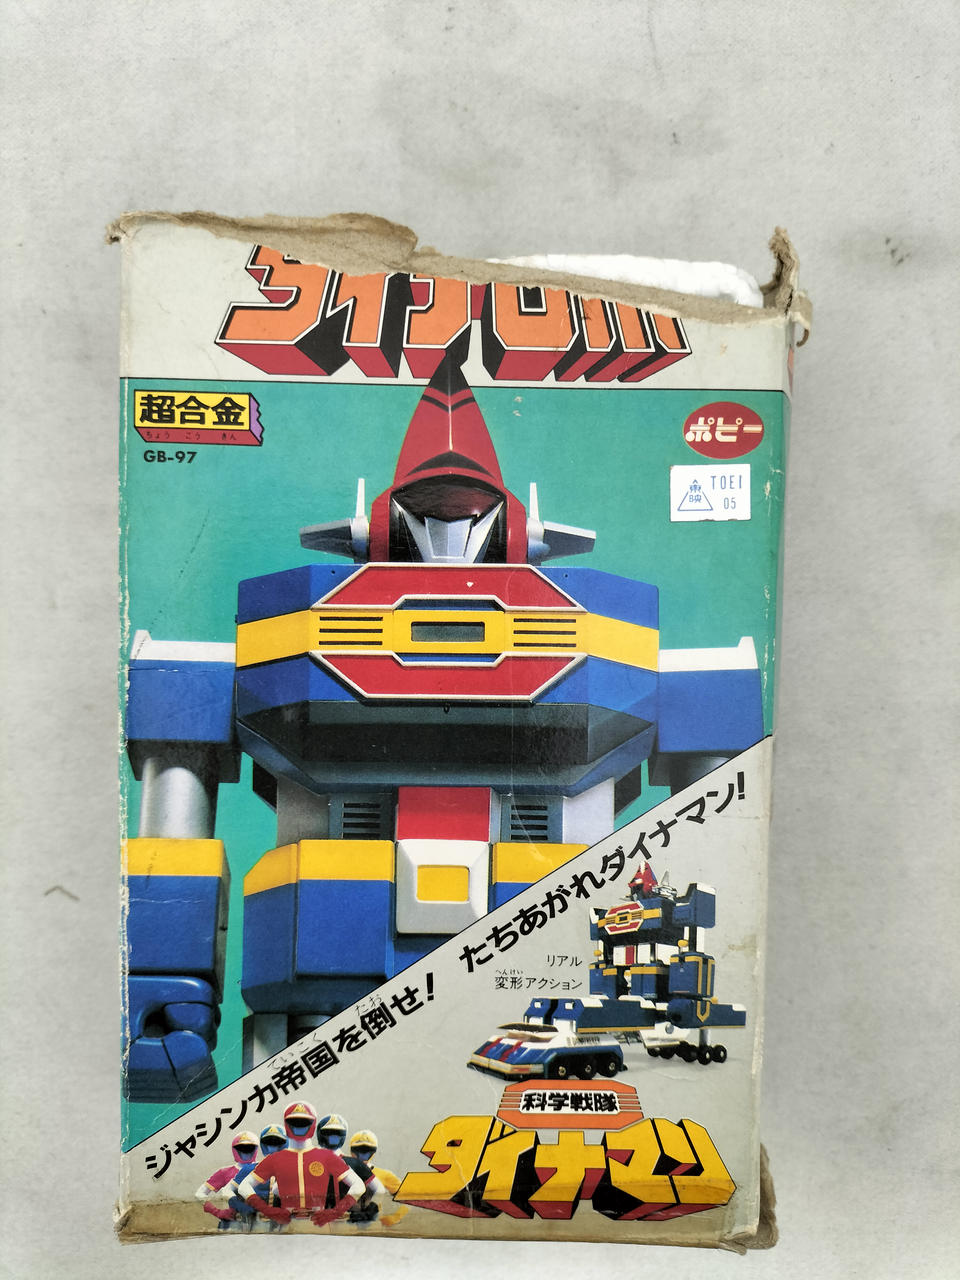 ダイナロボ
超合金
ちょう ごう きん
GB-97
ポピー
TOEI
東映
05
ジャシンカ帝国を倒せ! たちあがれダイナマン!
ていこく
たお
リアル
へんけい
変形アクション
科学戦隊
ダイナマン